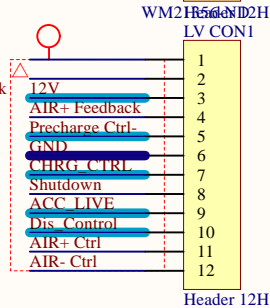 LV CON1
1
2
12V 3
AIR+ Feedback 4
Precharge Ctrl- 5
GND 6
CHRG_CTRL 7
Shutdown 8
ACC_LIVE 9
Dis_Control 10
AIR+ Ctrl 11
AIR- Ctrl 12
Header 12H